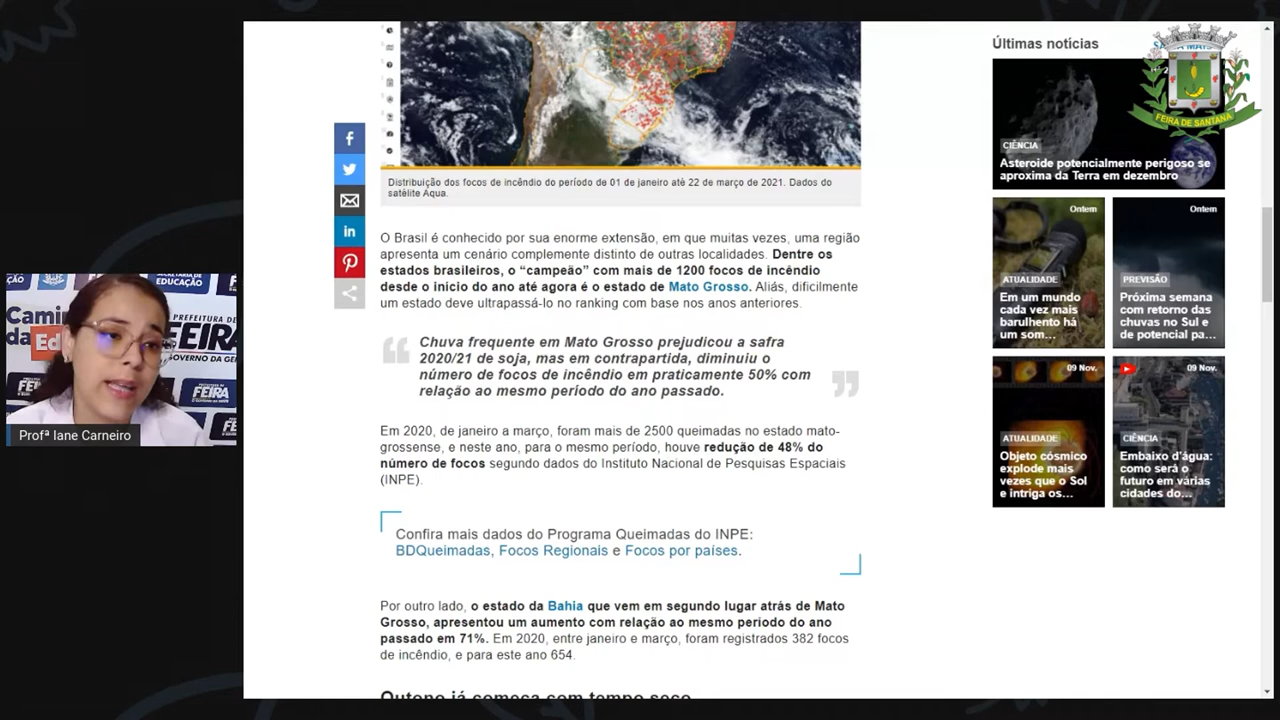 Distribuição dos focos de incêndio do período de 01 de janeiro até 22 de março de 2021. Dados do
satélite Aqua.
O Brasil é conhecido por sua enorme extensão, em que muitas vezes, uma região
apresenta um cenário complemente distinto de outras localidades. Dentre os
estados brasileiros, o “campeão” com mais de 1200 focos de incêndio
desde o início do ano até agora é o estado de Mato Grosso. Aliás, dificilmente
um estado deve ultrapassá-lo no ranking com base nos anos anteriores.
Chuva frequente em Mato Grosso prejudicou a safra
2020/21 de soja, mas em contrapartida, diminuiu o
número de focos de incêndio em praticamente 50% com
relação ao mesmo período do ano passado.
Em 2020, de janeiro a março, foram mais de 2500 queimadas no estado mato-
grossense, e neste ano, para o mesmo período, houve redução de 48% do
número de focos segundo dados do Instituto Nacional de Pesquisas Espaciais
(INPE).
Confira mais dados do Programa Queimadas do INPE:
BDQueimadas, Focos Regionais e Focos por países.
Por outro lado, o estado da Bahia que vem em segundo lugar atrás de Mato
Grosso, apresentou um aumento com relação ao mesmo período do ano
passado em 71%. Em 2020, entre janeiro e março, foram registrados 382 focos
de incêndio, e para este ano 654.
Outono já começa com tempo seco
Últimas notícias
FEIRA DE SANTANA
CIÊNCIA
Asteroide potencialmente perigoso se
aproxima da Terra em dezembro
Ontem
ATUALIDADE
Em um mundo
cada vez mais
barulhento há
um som...
Ontem
PREVISÃO
Próxima semana
com retorno das
chuvas no Sul e
de potencial pa...
09 Nov.
ATUALIDADE
Objeto cósmico
explode mais
vezes que o Sol
e intriga os...
09 Nov.
CIÊNCIA
Embaixo d'água:
como será o
futuro em várias
cidades do...
SECRETARIA DE
EDUCAÇÃO
PREFEITURA DE
FEIRA
Profª Iane Carneiro